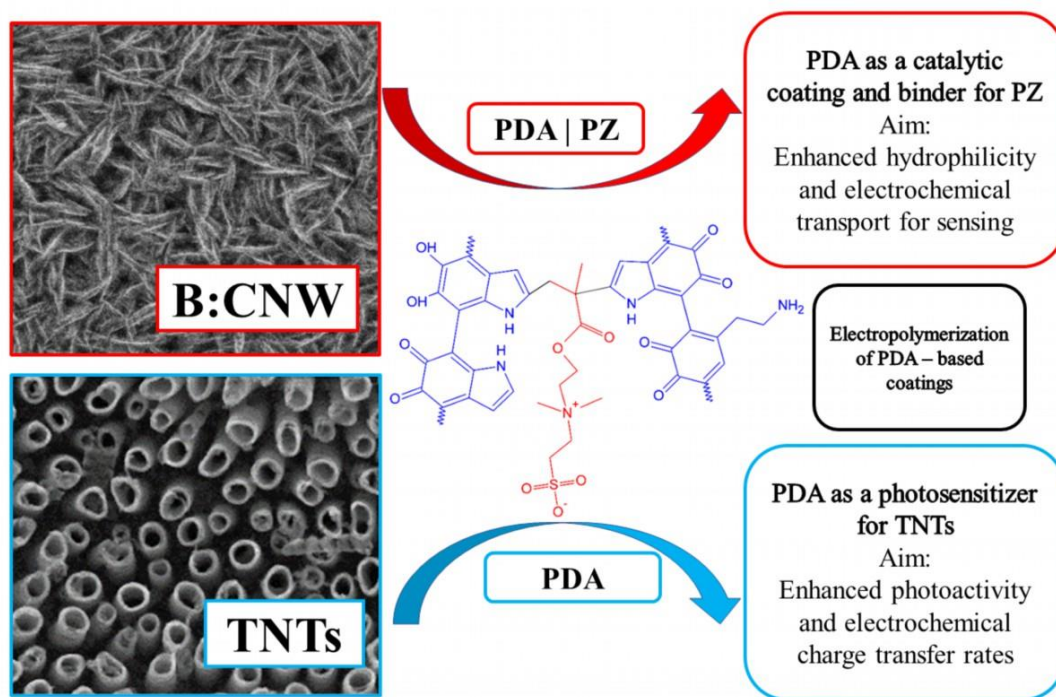 B:CNW
PDA | PZ
PDA as a catalytic
coating and binder for PZ
Aim:
Enhanced hydrophilicity
and electrochemical
transport for sensing
OH
OH
N
H
O
O
H
N
O
O
N+
S
O
O
O-
N
H
O
O
O
O
NH2
Electropolymerization
of PDA – based
coatings
TNTs
PDA
PDA as a photosensitizer
for TNTs
Aim:
Enhanced photoactivity
and electrochemical
charge transfer rates